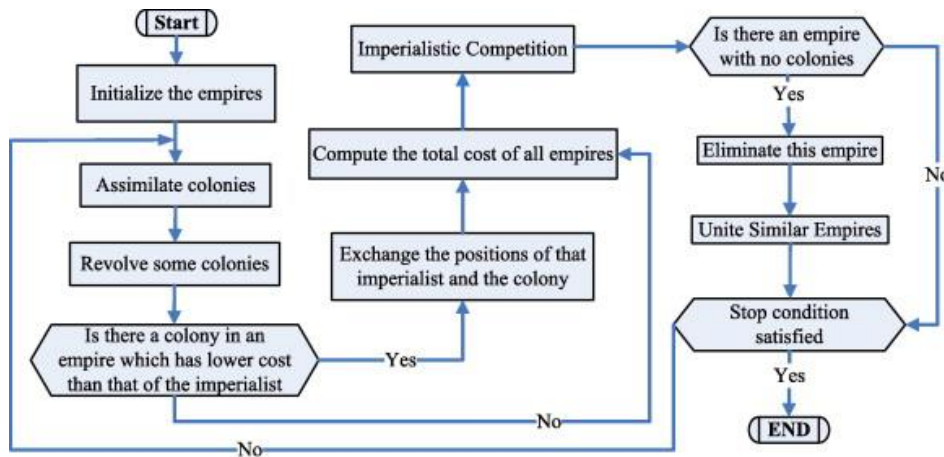 Start
Initialize the empires
Assimilate colonies
Revolve some colonies
Is there a colony in an
empire which has lower cost
than that of the imperialist
Yes
No
Exchange the positions of that
imperialist and the colony
Compute the total cost of all empires
Imperialistic Competition
Is there an empire
with no colonies
Yes
No
Eliminate this empire
Unite Similar Empires
Stop condition
satisfied
Yes
No
END